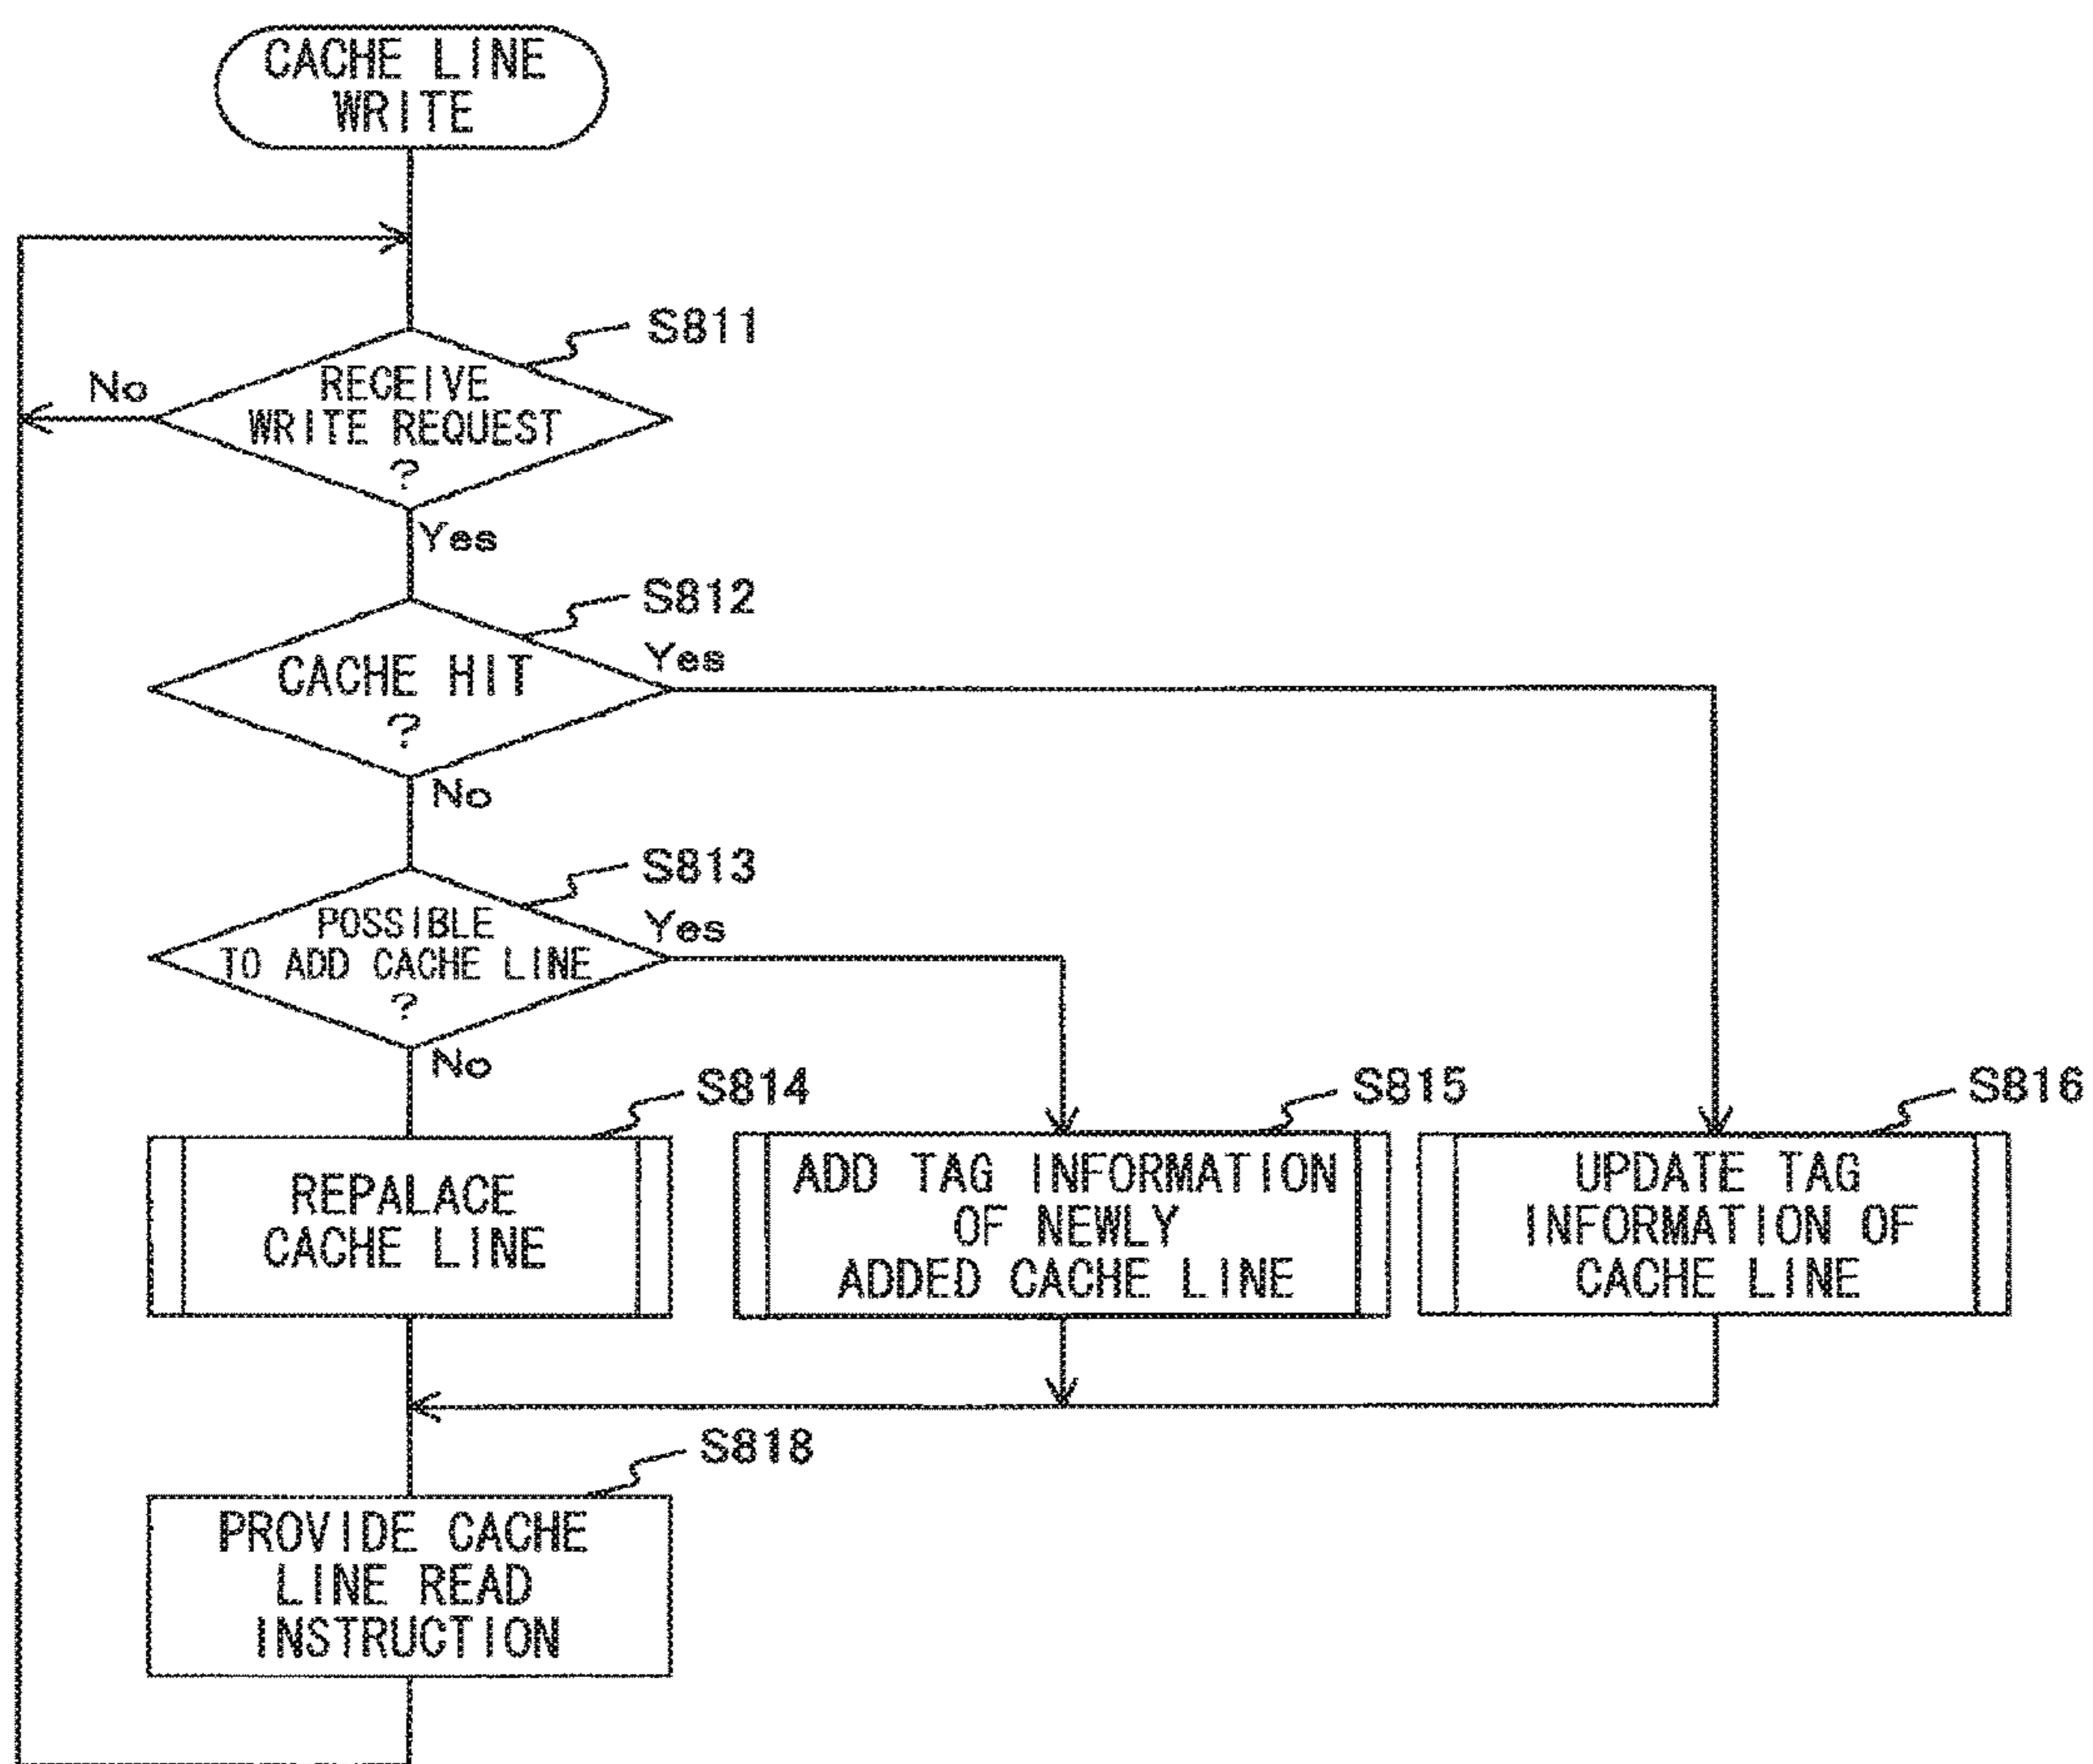 CACHE LINE
WRITE
S811
No
RECEIVE
WRITE REQUEST
?
Yes
S812
CACHE HIT
?
Yes
No
S813
POSSIBLE
TO ADD CACHE LINE
?
Yes
No
S814
REPALACE
CACHE LINE
S815
ADD TAG INFORMATION
OF NEWLY
ADDED CACHE LINE
S816
UPDATE TAG
INFORMATION OF
CACHE LINE
S818
PROVIDE CACHE
LINE READ
INSTRUCTION